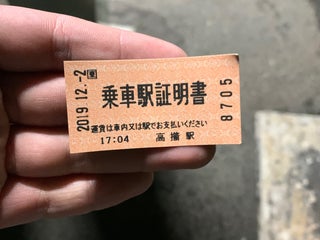 2019.12.-2
乗車駅証明書
運賃は車内又は駅でお支払いください
17:04 高擶駅
8705